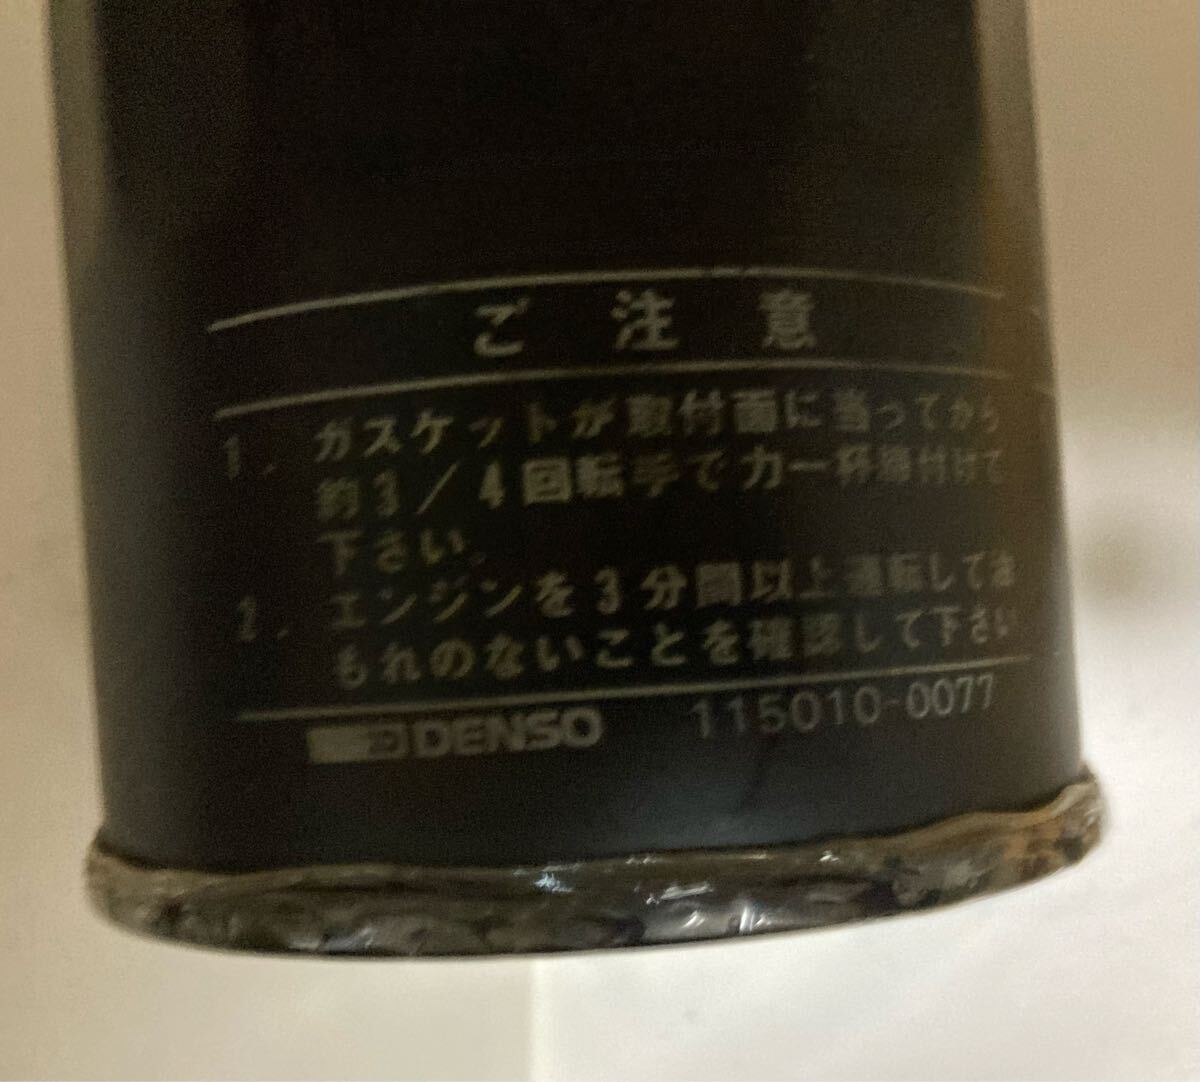 ご注意
1. ガスケットが取付面に当ってから
約3/4回転手で力一杯締付けて
下さい。
2. エンジンを3分間以上運転して油
もれのないことを確認して下さい
DENSO 115010-0077